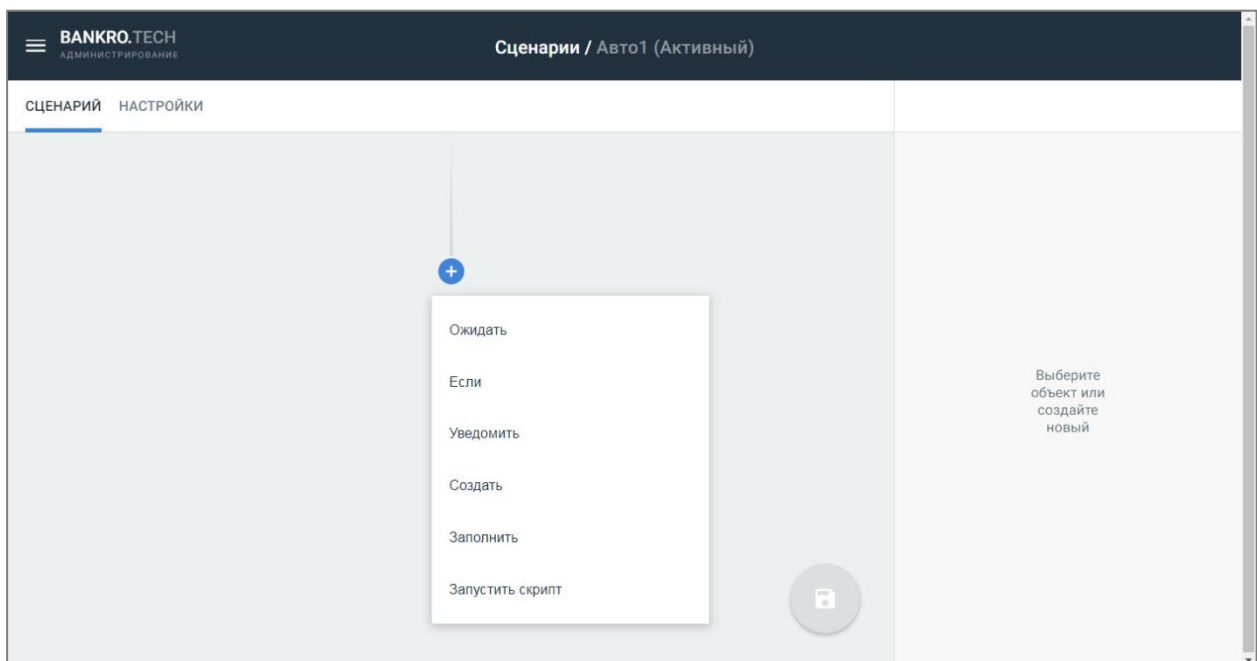 BANKRO.TECH
АДМИНИСТРИРОВАНИЕ
Сценарии / Авто1 (Активный)
СЦЕНАРИЙ НАСТРОЙКИ
Ожидать
Если
Уведомить
Создать
Заполнить
Запустить скрипт
Выберите
объект или
создайте
новый